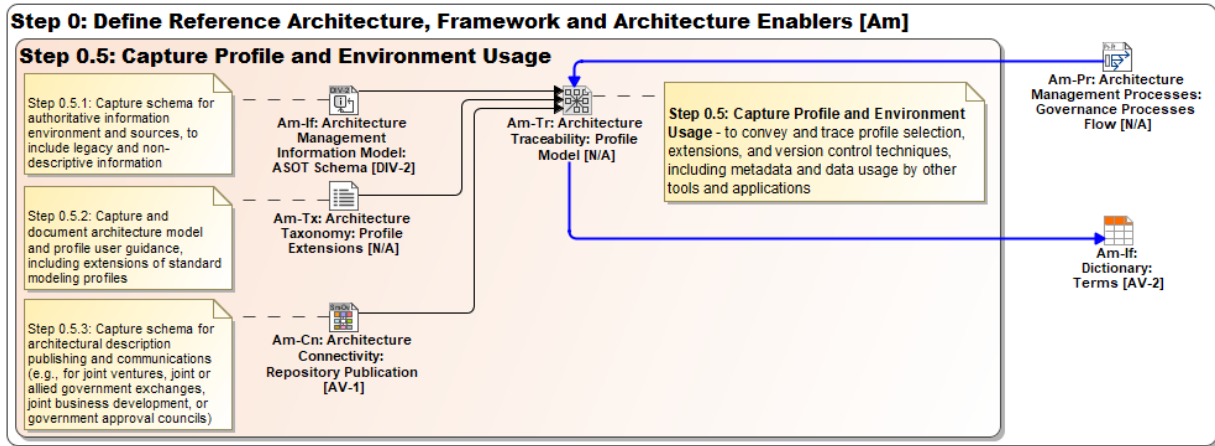 Step 0: Define Reference Architecture, Framework and Architecture Enablers [Am]
Step 0.5: Capture Profile and Environment Usage
Step 0.5.1: Capture schema for
authoritative information
environment and sources, to
include legacy and non-
descriptive information
DIV-2
Am-If: Architecture
Management
Information Model:
ASOT Schema [DIV-2]
Step 0.5.2: Capture and
document architecture model
and profile user guidance,
including extensions of standard
modeling profiles
Am-Tx: Architecture
Taxonomy: Profile
Extensions [N/A]
Step 0.5.3: Capture schema for
architectural description
publishing and communications
(e.g., for joint ventures, joint or
allied government exchanges,
joint business development, or
government approval councils)
Am-Cn: Architecture
Connectivity:
Repository Publication
[AV-1]
Am-Tr: Architecture
Traceability: Profile
Model [N/A]
Step 0.5: Capture Profile and Environment
Usage - to convey and trace profile selection,
extensions, and version control techniques,
including metadata and data usage by other
tools and applications
Am-Pr: Architecture
Management Processes:
Governance Processes
Flow [N/A]
Am-If:
Dictionary:
Terms [AV-2]